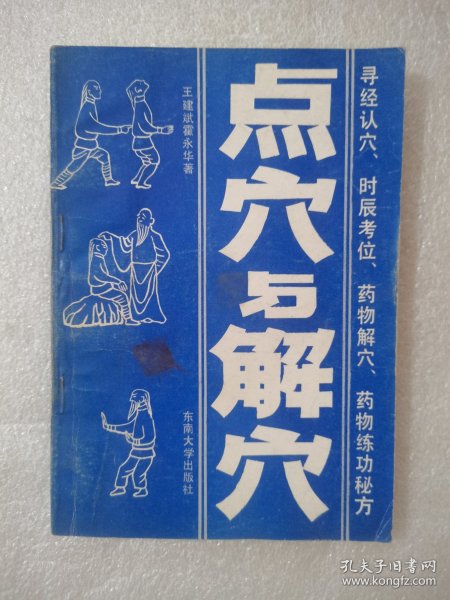 点穴与解穴
寻经认穴、时辰考位、药物解穴、药物练功秘方
王建斌霍永华著
东南大学出版社
孔夫子旧书网
www.kongfz.com